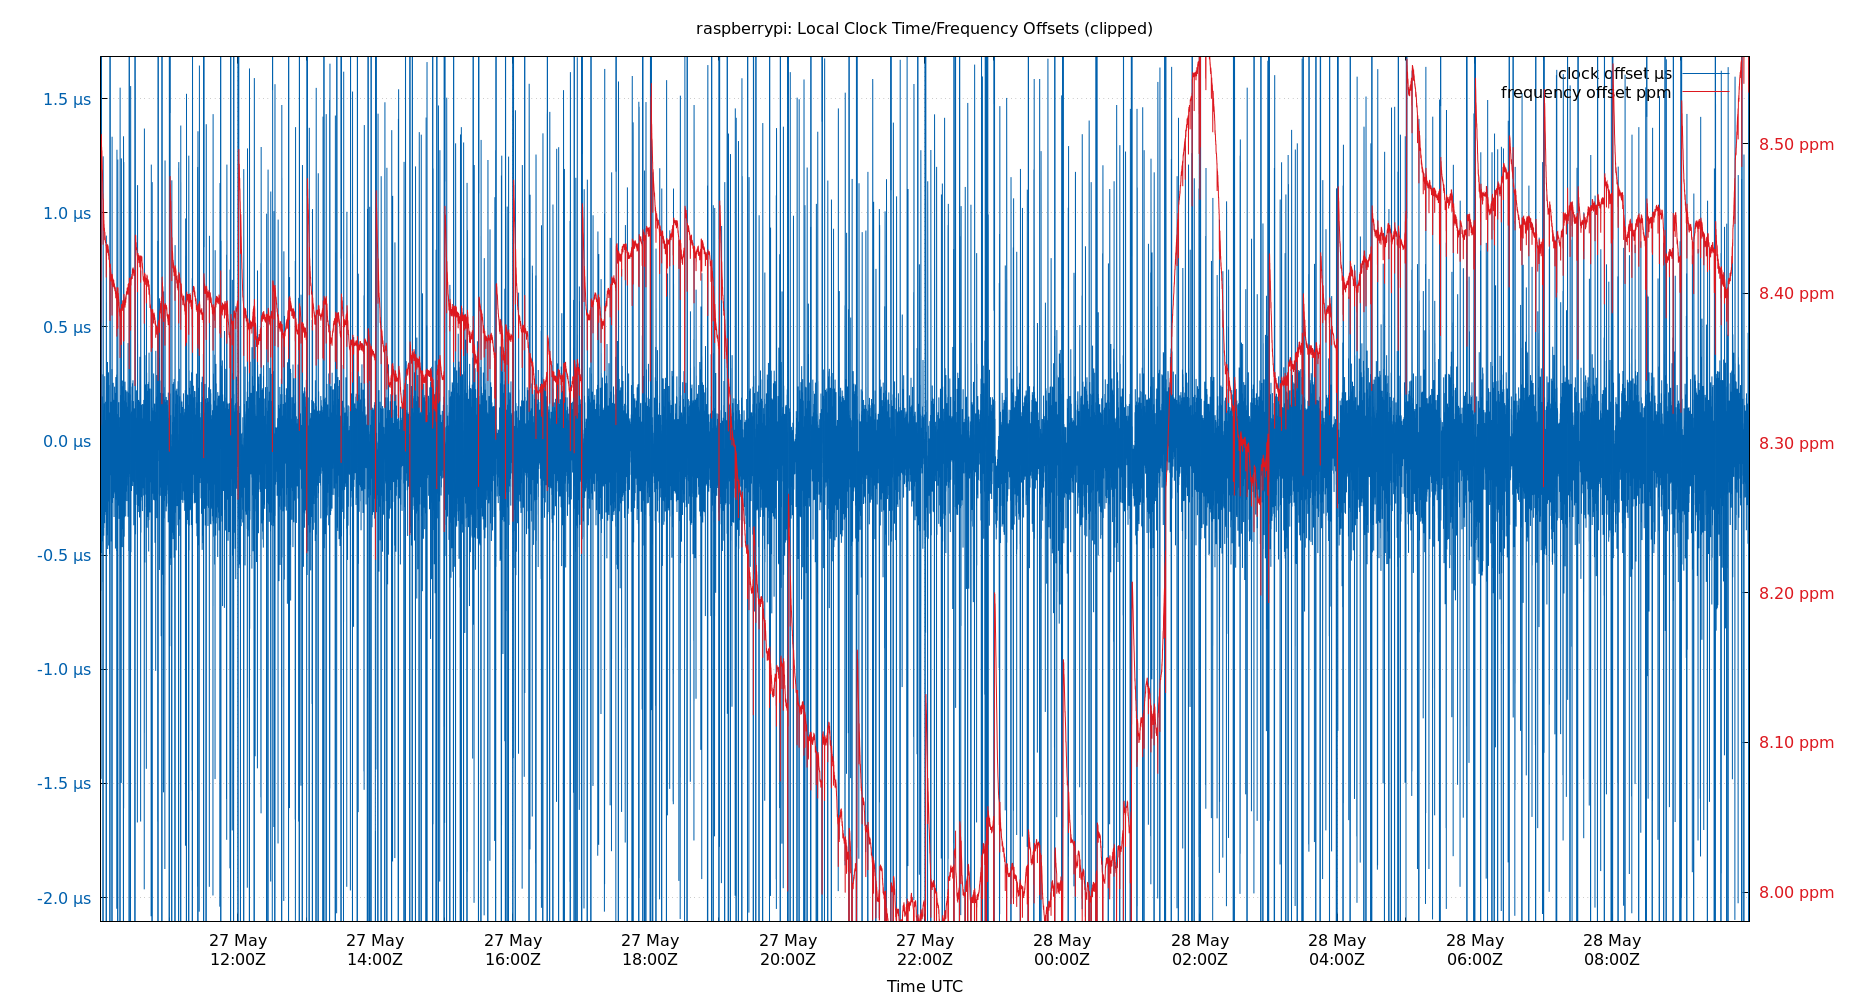 raspberrypi: Local Clock Time/Frequency Offsets (clipped)
clock offset µs
frequency offset ppm
1.5 µs
1.0 µs
0.5 µs
0.0 µs
-0.5 µs
-1.0 µs
-1.5 µs
-2.0 µs
8.50 ppm
8.40 ppm
8.30 ppm
8.20 ppm
8.10 ppm
8.00 ppm
27 May 27 May 27 May 27 May 27 May 27 May 28 May 28 May 28 May 28 May 28 May
12:00Z 14:00Z 16:00Z 18:00Z 20:00Z 22:00Z 00:00Z 02:00Z 04:00Z 06:00Z 08:00Z
Time UTC